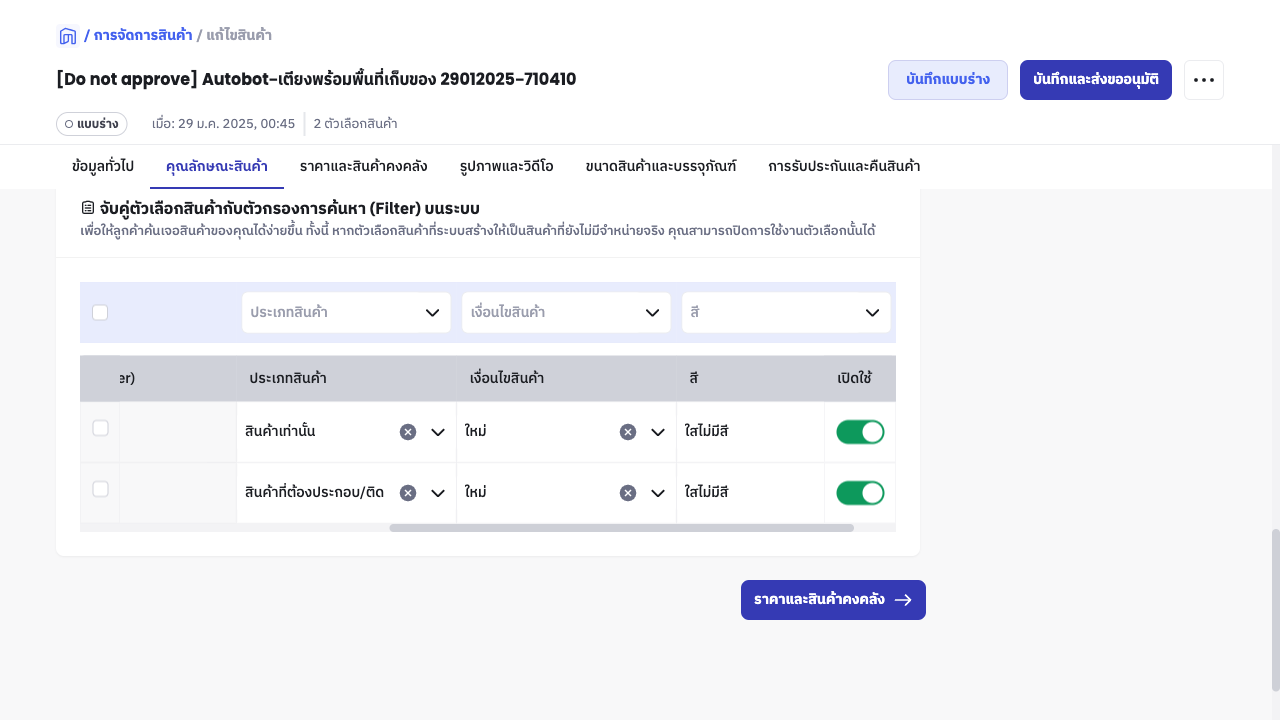 / การจัดการสินค้า / แก้ไขสินค้า
[Do not approve] Autobot-เตียงพร้อมพื้นที่เก็บของ 29012025-710410
บันทึกแบบร่าง
บันทึกและส่งขออนุมัติ
แบบร่าง
เมื่อ: 29 ม.ค. 2025, 00:45
2 ตัวเลือกสินค้า
ข้อมูลทั่วไป
คุณลักษณะสินค้า
ราคาและสินค้าคงคลัง
รูปภาพและวิดีโอ
ขนาดสินค้าและบรรจุภัณฑ์
การรับประกันและคืนสินค้า
จับคู่ตัวเลือกสินค้ากับตัวกรองการค้นหา (Filter) บนระบบ
เพื่อให้ลูกค้าค้นเจอสินค้าของคุณได้ง่ายขึ้น ทั้งนี้ หากตัวเลือกสินค้าที่ระบบสร้างให้เป็นสินค้าที่ยังไม่มีจำหน่ายจริง คุณสามารถปิดการใช้งานตัวเลือกนั้นได้
ประเภทสินค้า
เงื่อนไขสินค้า
สี
er)
ประเภทสินค้า
เงื่อนไขสินค้า
สี
เปิดใช้
สินค้าเท่านั้น
ใหม่
ใสไม่มีสี
สินค้าที่ต้องประกอบ/ติด
ใหม่
ใสไม่มีสี
ราคาและสินค้าคงคลัง